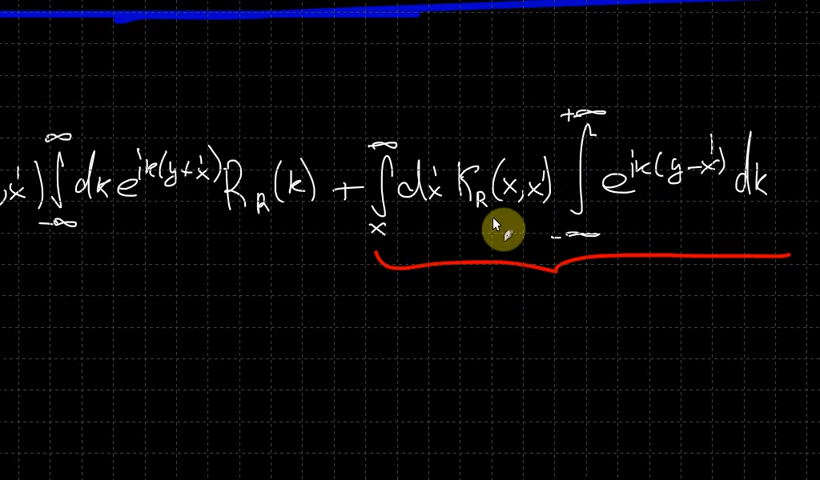 ,x') ∫_{-∞}^{∞} dk e^{ik(y+x')} R_R(k) + ∫_x^∞ dx' K_R(x,x') ∫_{-∞}^{+∞} e^{ik(y-x')} dk